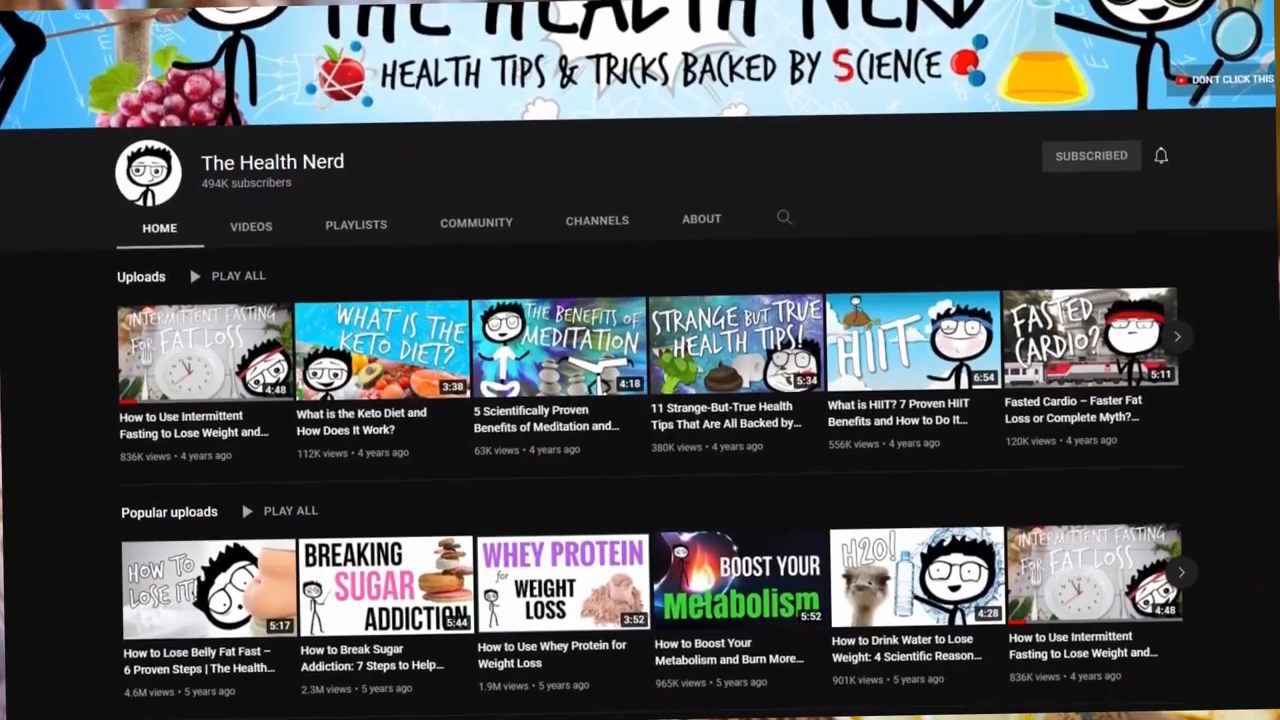 THE HEALTH NERD
HEALTH TIPS & TRICKS BACKED BY SCIENCE
DON'T CLICK THIS
The Health Nerd
494K subscribers
SUBSCRIBED
HOME VIDEOS PLAYLISTS COMMUNITY CHANNELS ABOUT
Uploads PLAY ALL
INTERMITTENT FASTING
FOR FAT LOSS
4:48
How to Use Intermittent
Fasting to Lose Weight and...
836K views • 4 years ago
WHAT IS THE
KETO DIET?
3:38
What is the Keto Diet and
How Does It Work?
112K views • 4 years ago
THE BENEFITS OF
MEDITATION
4:18
5 Scientifically Proven
Benefits of Meditation and...
63K views • 4 years ago
STRANGE BUT TRUE
HEALTH TIPS!
5:34
11 Strange-But-True Health
Tips That Are All Backed by...
380K views • 4 years ago
HIIT
6:54
What is HIIT? 7 Proven HIIT
Benefits and How to Do It...
556K views • 4 years ago
FASTED
CARDIO?
5:11
Fasted Cardio – Faster Fat
Loss or Complete Myth?...
120K views • 4 years ago
Popular uploads PLAY ALL
HOW TO
LOSE IT!
5:17
How to Lose Belly Fat Fast –
6 Proven Steps | The Health...
4.6M views • 5 years ago
BREAKING
SUGAR
ADDICTION
5:44
How to Break Sugar
Addiction: 7 Steps to Help...
2.3M views • 5 years ago
WHEY PROTEIN
for
WEIGHT
LOSS
3:52
How to Use Whey Protein for
Weight Loss
1.9M views • 5 years ago
BOOST YOUR
Metabolism
5:52
How to Boost Your
Metabolism and Burn More...
965K views • 5 years ago
H2O!
4:28
How to Drink Water to Lose
Weight: 4 Scientific Reason...
901K views • 5 years ago
INTERMITTENT FASTING
FOR FAT LOSS
4:48
How to Use Intermittent
Fasting to Lose Weight and...
836K views • 4 years ago